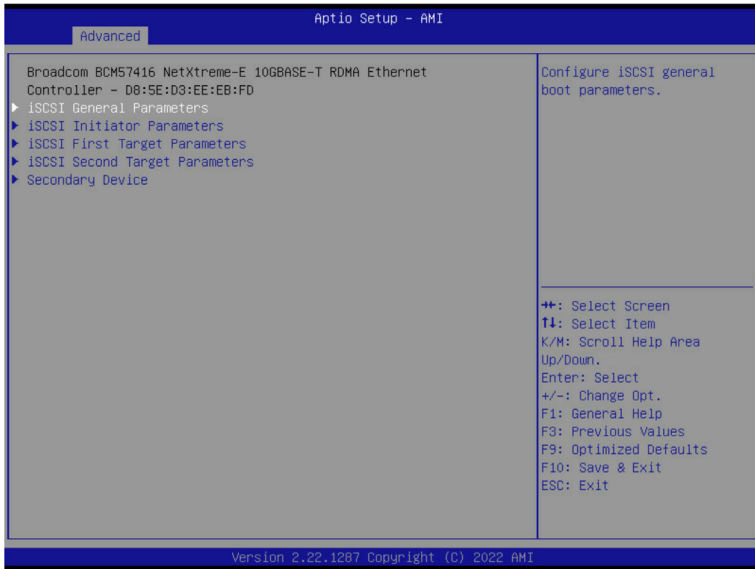 Aptio Setup – AMI
Advanced
Broadcom BCM57416 NetXtreme-E 10GBASE-T RDMA Ethernet
Controller – D8:5E:D3:EE:EB:FD
iSCSI General Parameters
iSCSI Initiator Parameters
iSCSI First Target Parameters
iSCSI Second Target Parameters
Secondary Device
Configure iSCSI general
boot parameters.
→←: Select Screen
↑↓: Select Item
K/M: Scroll Help Area
Up/Down.
Enter: Select
+/-: Change Opt.
F1: General Help
F3: Previous Values
F9: Optimized Defaults
F10: Save & Exit
ESC: Exit
Version 2.22.1287 Copyright (C) 2022 AMI